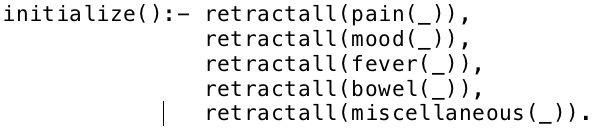 initialize():- retractall(pain(_)),
retractall(mood(_)),
retractall(fever(_)),
retractall(bowel(_)),
retractall(miscellaneous(_)).